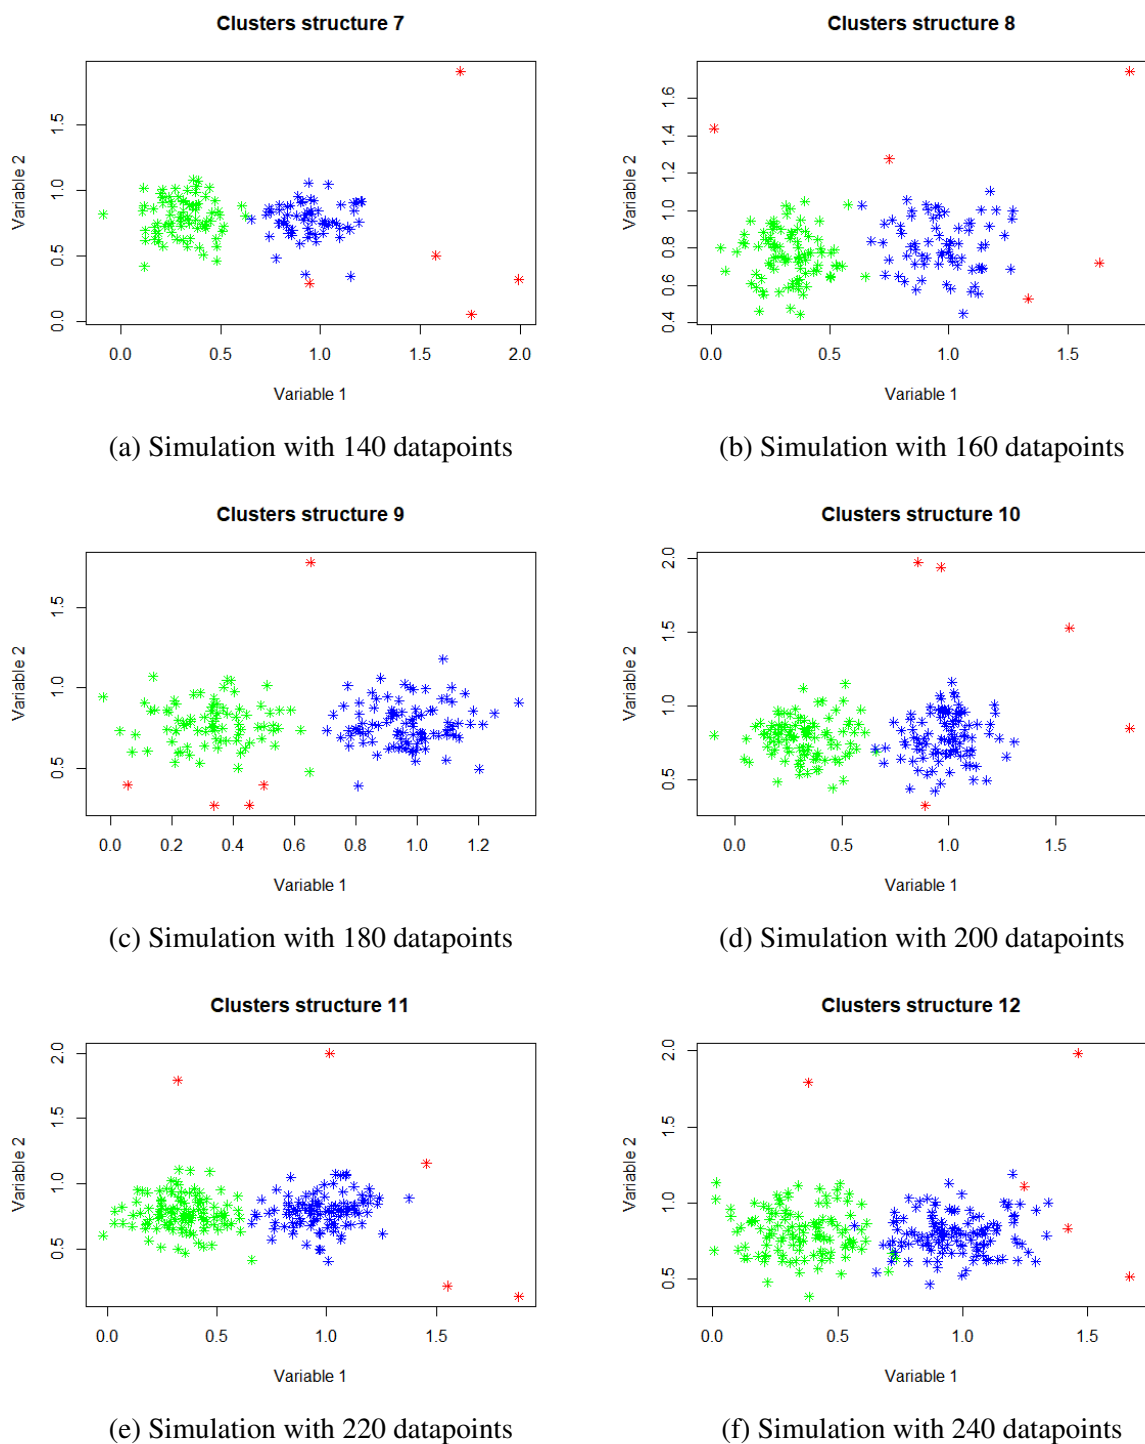 Clusters structure 7
Variable 2
0.0 0.5 1.0 1.5
0.0 0.5 1.0 1.5 2.0
Variable 1
(a) Simulation with 140 datapoints
Clusters structure 8
Variable 2
0.4 0.6 0.8 1.0 1.2 1.4 1.6
0.0 0.5 1.0 1.5
Variable 1
(b) Simulation with 160 datapoints
Clusters structure 9
Variable 2
0.5 1.0 1.5
0.0 0.2 0.4 0.6 0.8 1.0 1.2
Variable 1
(c) Simulation with 180 datapoints
Clusters structure 10
Variable 2
0.5 1.0 1.5 2.0
0.0 0.5 1.0 1.5
Variable 1
(d) Simulation with 200 datapoints
Clusters structure 11
Variable 2
0.5 1.0 1.5 2.0
0.0 0.5 1.0 1.5
Variable 1
(e) Simulation with 220 datapoints
Clusters structure 12
Variable 2
0.5 1.0 1.5 2.0
0.0 0.5 1.0 1.5
Variable 1
(f) Simulation with 240 datapoints